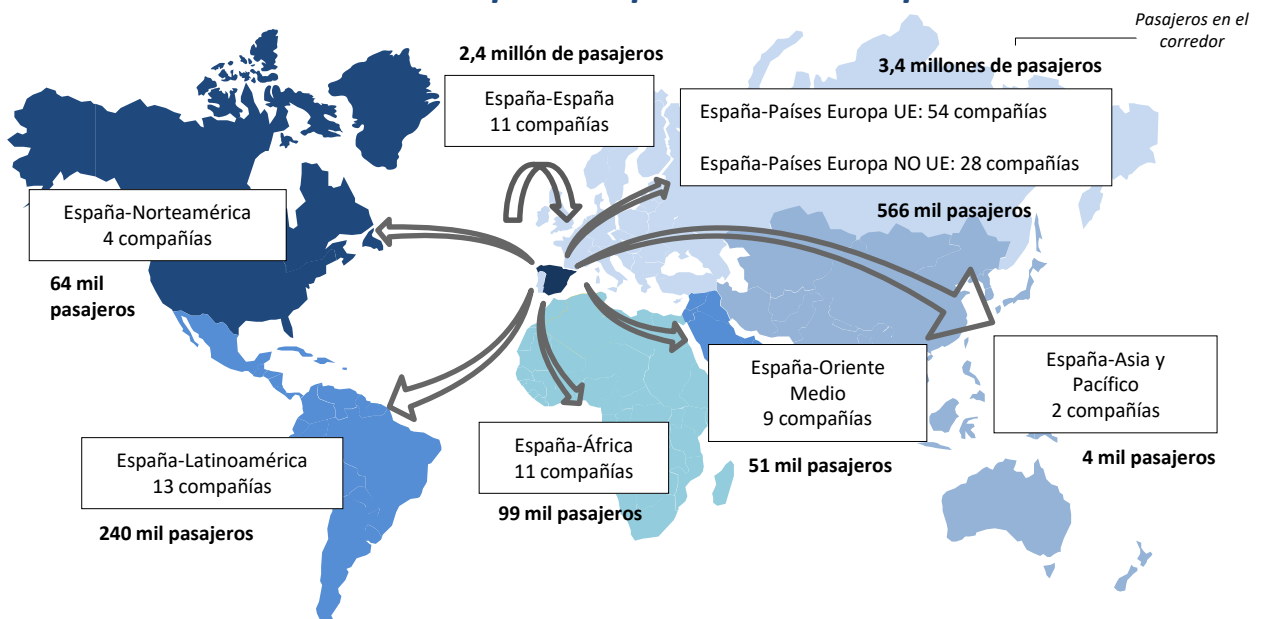 Pasajeros en el
corredor
2,4 millón de pasajeros
España-España
11 compañías
3,4 millones de pasajeros
España-Países Europa UE: 54 compañías
España-Países Europa NO UE: 28 compañías
566 mil pasajeros
España-Norteamérica
4 compañías
64 mil
pasajeros
España-Oriente
Medio
9 compañías
51 mil pasajeros
España-Asia y
Pacífico
2 compañías
4 mil pasajeros
España-África
11 compañías
99 mil pasajeros
España-Latinoamérica
13 compañías
240 mil pasajeros